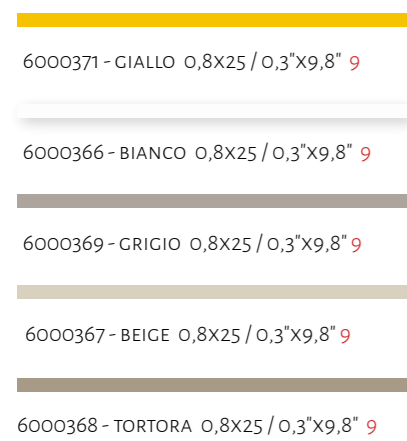 6000371 - GIALLO 0,8X25 / 0,3"X9,8" 9
6000366 - BIANCO 0,8X25 / 0,3"X9,8" 9
6000369 - GRIGIO 0,8X25 / 0,3"X9,8" 9
6000367 - BEIGE 0,8X25 / 0,3"X9,8" 9
6000368 - TORTORA 0,8X25 / 0,3"X9,8" 9